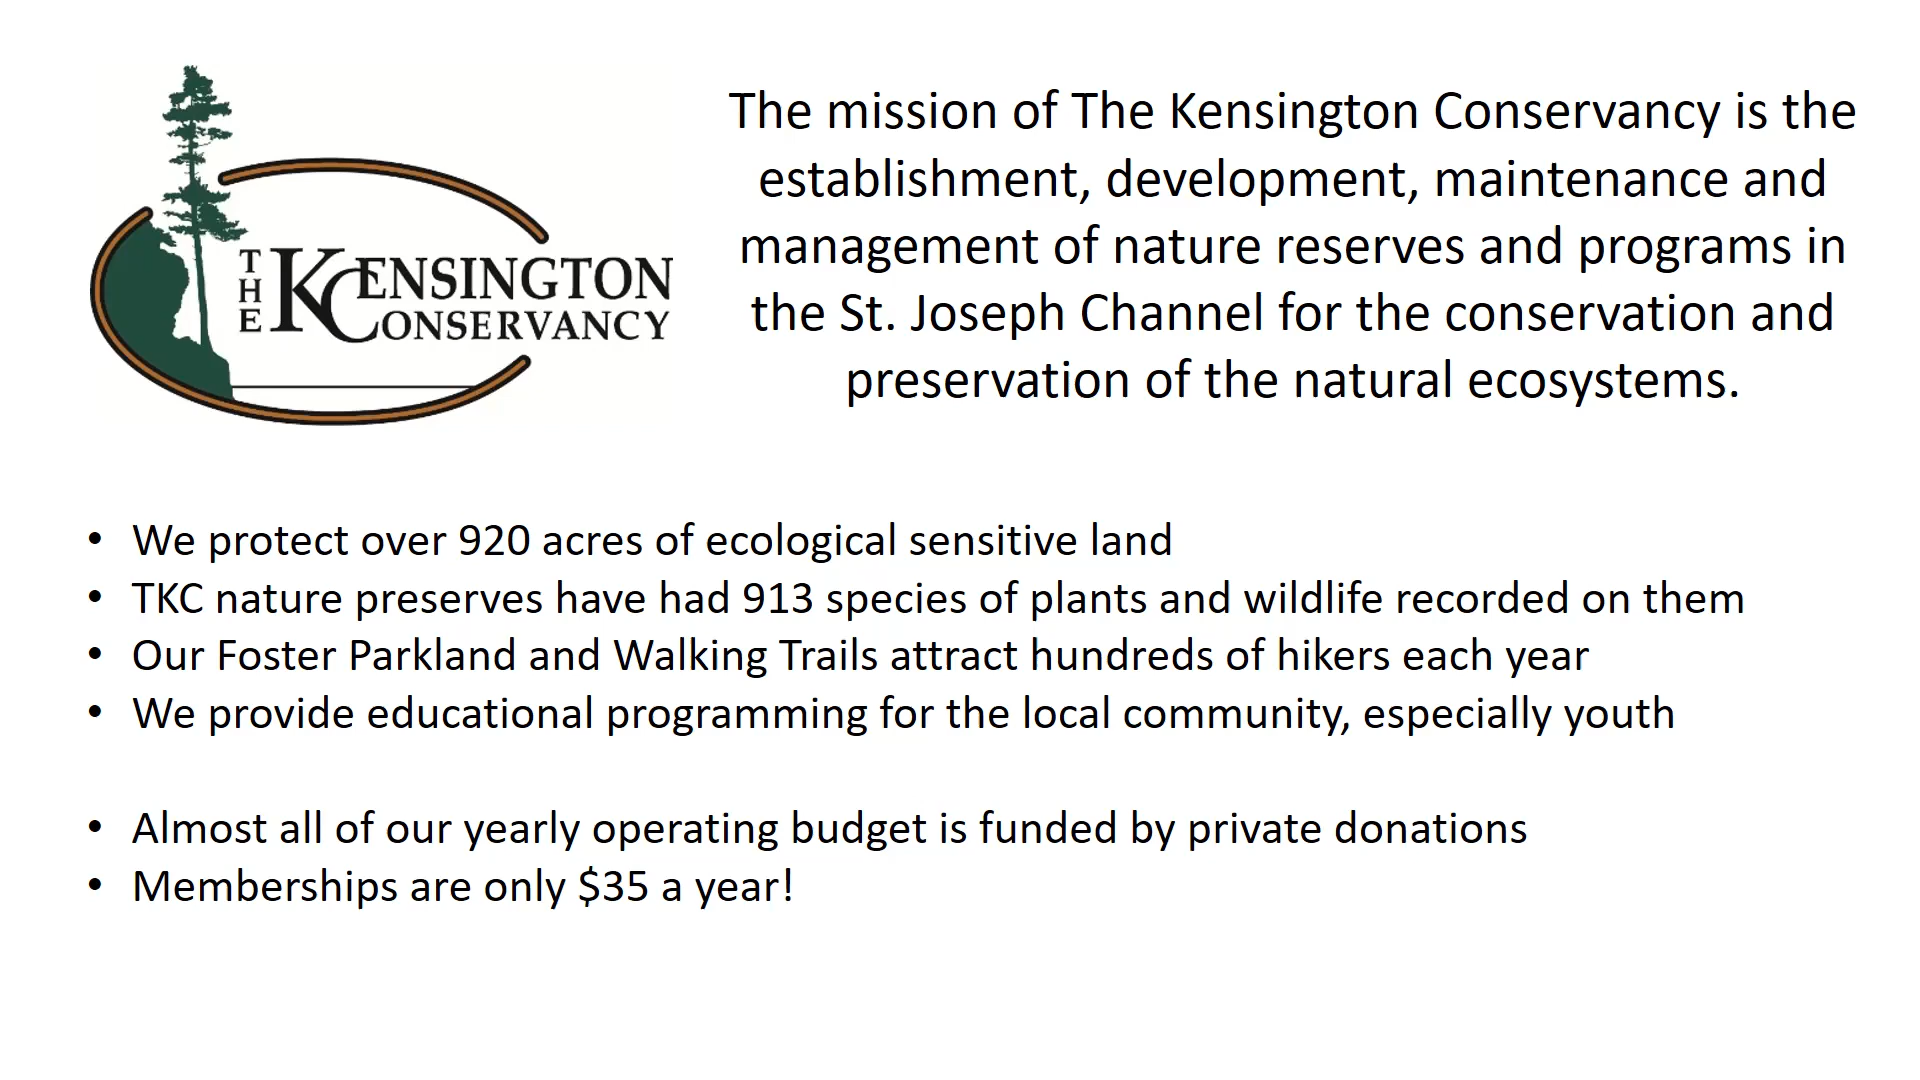 THE KENSINGTON
CONSERVANCY
The mission of The Kensington Conservancy is the
establishment, development, maintenance and
management of nature reserves and programs in
the St. Joseph Channel for the conservation and
preservation of the natural ecosystems.
• We protect over 920 acres of ecological sensitive land
• TKC nature preserves have had 913 species of plants and wildlife recorded on them
• Our Foster Parkland and Walking Trails attract hundreds of hikers each year
• We provide educational programming for the local community, especially youth
• Almost all of our yearly operating budget is funded by private donations
• Memberships are only $35 a year!